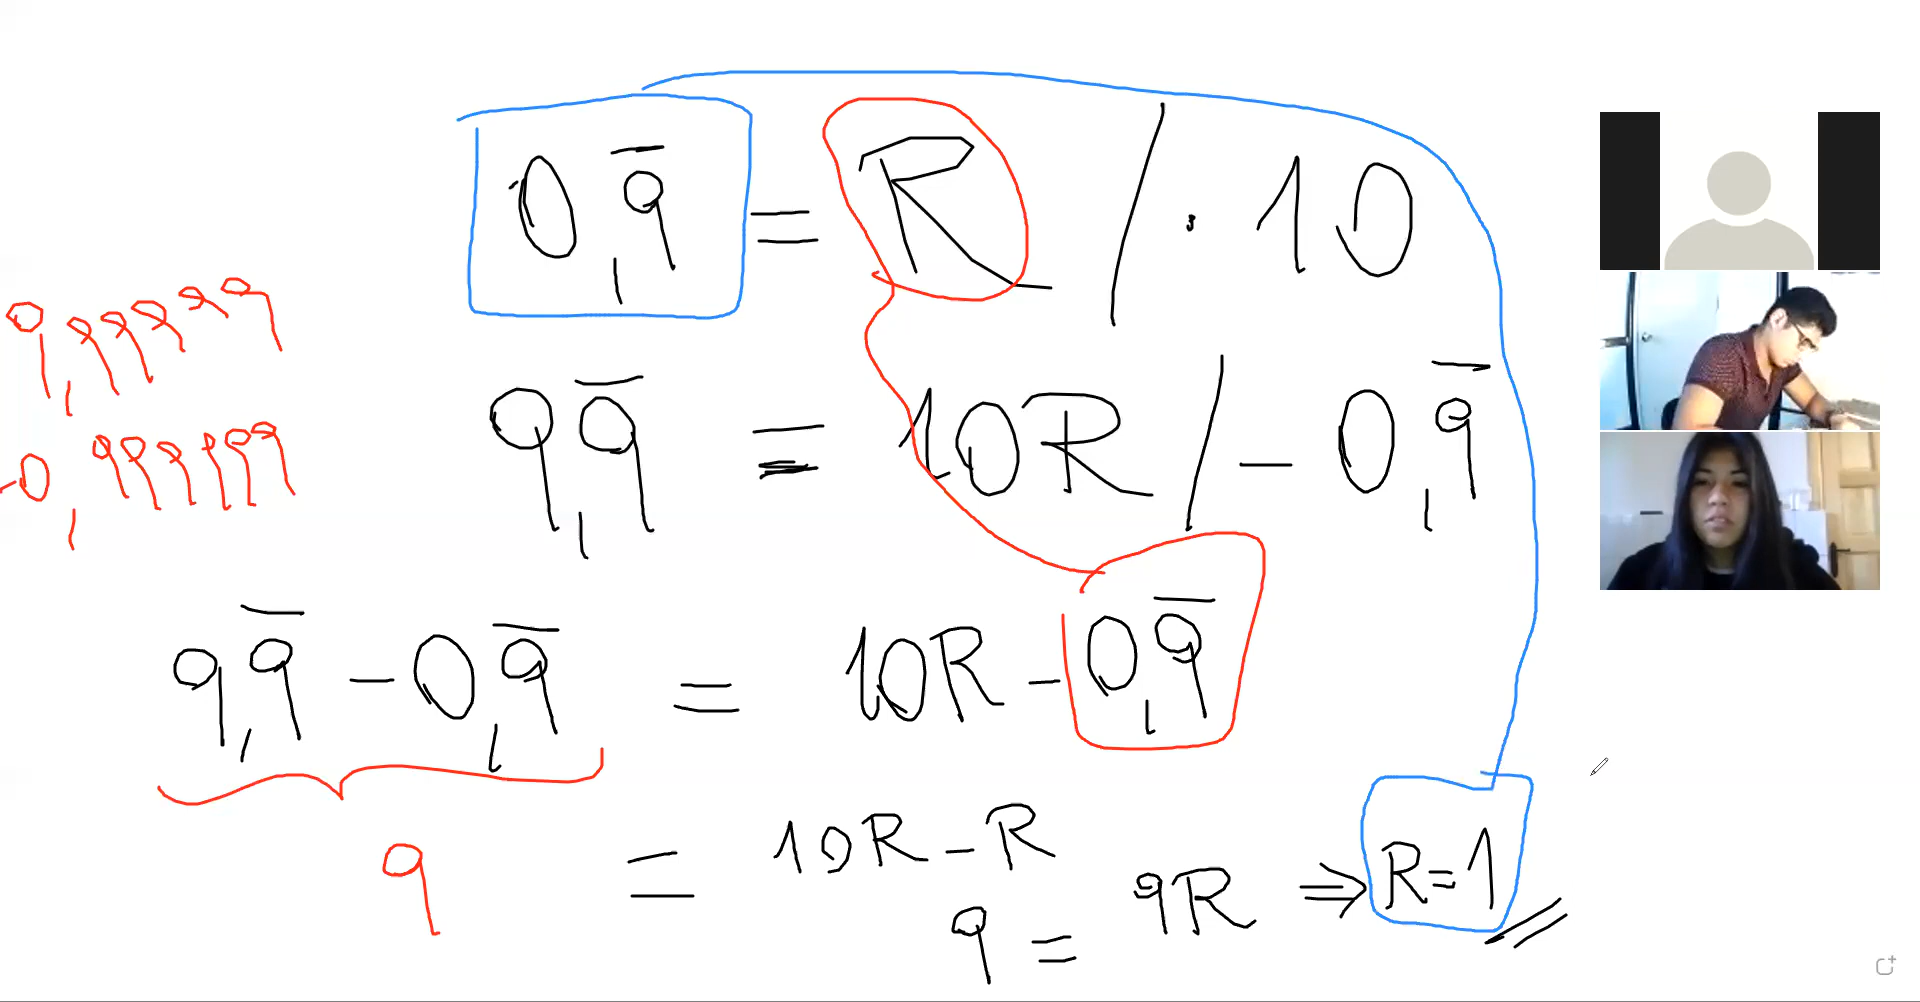 0,9̅ = R / · 10
9,99999
9,9̅ = 10R / - 0,9̅
-0,999999
9,9̅ - 0,9̅ = 10R - 0,9̅
9 = 10R - R
9 = 9R ⇒ R = 1